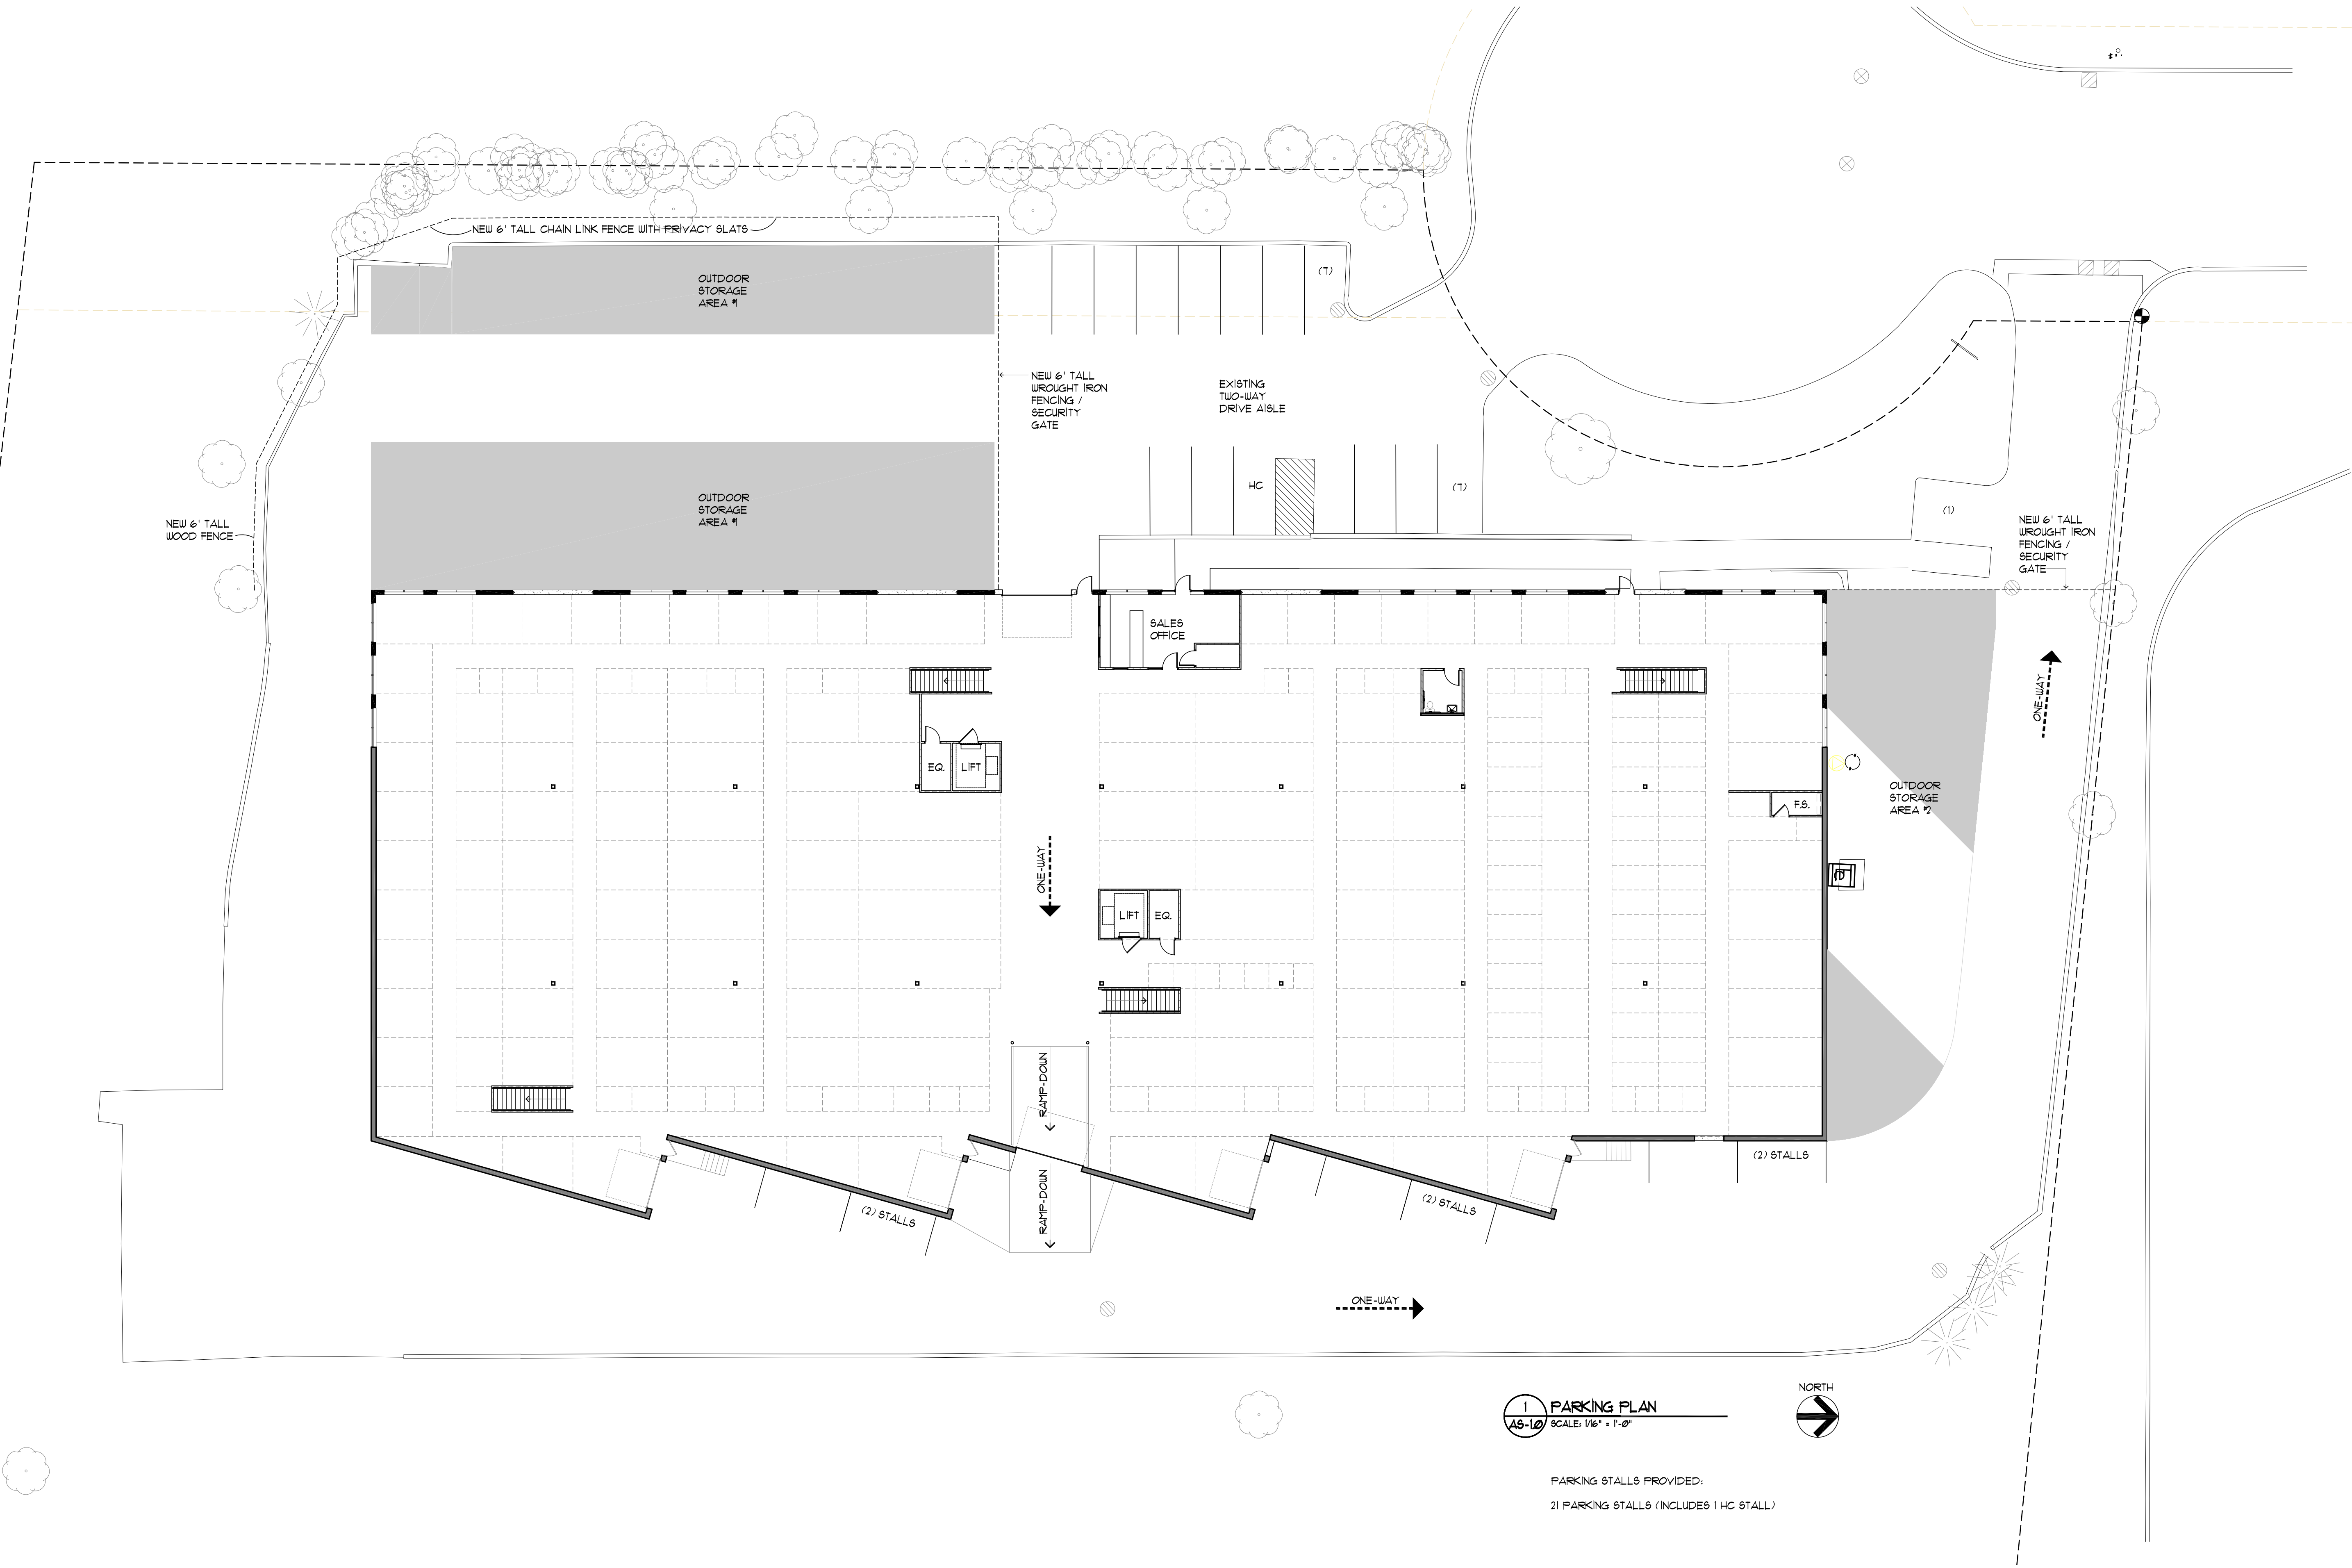 NEW 6' TALL CHAIN LINK FENCE WITH PRIVACY SLATS
OUTDOOR
STORAGE
AREA #1
(7)
NEW 6' TALL
WROUGHT IRON
FENCING /
SECURITY
GATE
EXISTING
TWO-WAY
DRIVE AISLE
OUTDOOR
STORAGE
AREA #1
HC
(7)
(1)
NEW 6' TALL
WOOD FENCE
NEW 6' TALL
WROUGHT IRON
FENCING /
SECURITY
GATE
SALES
OFFICE
ONE-WAY
EQ.
LIFT
OUTDOOR
STORAGE
AREA #2
F.S.
ONE-WAY
LIFT
EQ.
RAMP-DOWN
RAMP-DOWN
(2) STALLS
(2) STALLS
(2) STALLS
ONE-WAY
NORTH
1
AS-1.0
PARKING PLAN
SCALE: 1/16" = 1'-0"
PARKING STALLS PROVIDED:
21 PARKING STALLS (INCLUDES 1 HC STALL)